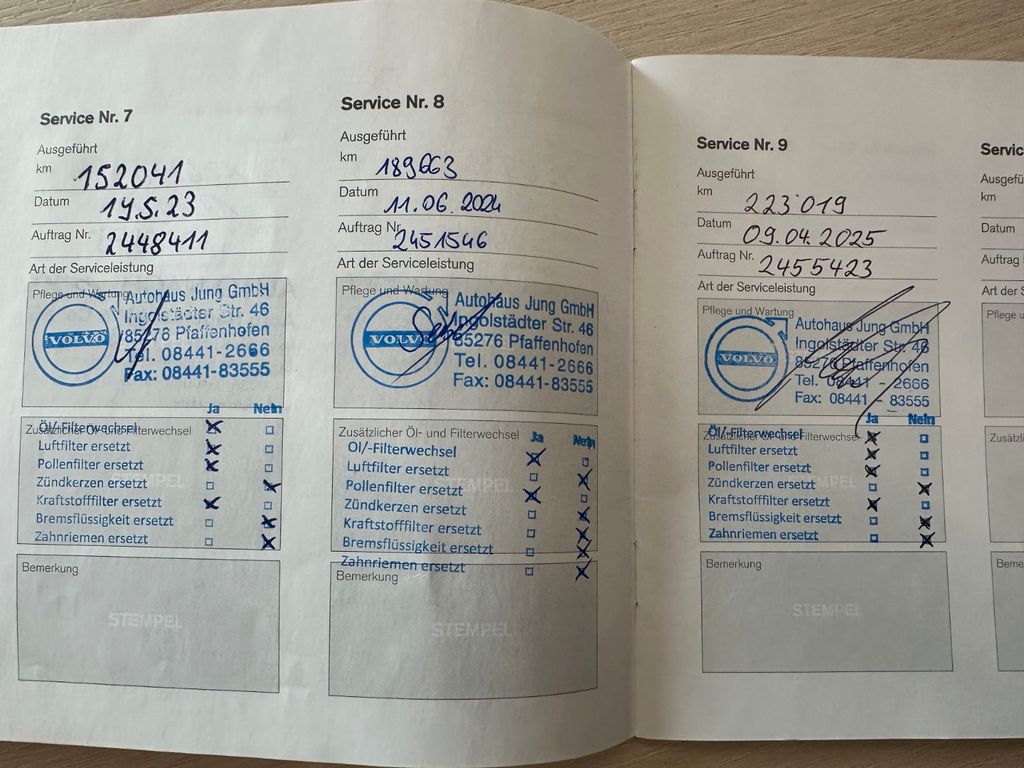 Service Nr. 7
Ausgeführt
km 152041
Datum 19.5.23
Auftrag Nr. 2448411
Art der Serviceleistung
Pflege und Wartung
Autohaus Jung GmbH
Ingolstädter Str. 46
85276 Pfaffenhofen
Tel. 08441-2666
Fax: 08441-83555
VOLVO
Ja Nein
Zusätzlicher Öl- und Filterwechsel
Öl/-Filterwechsel
Luftfilter ersetzt
Pollenfilter ersetzt
Zündkerzen ersetzt
STEMPEL
Kraftstofffilter ersetzt
Bremsflüssigkeit ersetzt
Zahnriemen ersetzt
Bemerkung
STEMPEL
Service Nr. 8
Ausgeführt
km 189663
Datum 11.06.2024
Auftrag Nr. 2451546
Art der Serviceleistung
Pflege und Wartung
Autohaus Jung GmbH
Ingolstädter Str. 46
85276 Pfaffenhofen
Tel. 08441-2666
Fax: 08441-83555
VOLVO
Zusätzlicher Öl- und Filterwechsel
Ja Nein
Öl/-Filterwechsel
Luftfilter ersetzt
Pollenfilter ersetzt
STEMPEL
Zündkerzen ersetzt
Kraftstofffilter ersetzt
Bremsflüssigkeit ersetzt
Zahnriemen ersetzt
Bemerkung
STEMPEL
Service Nr. 9
Ausgeführt
km 223'019
Datum 09.04.2025
Auftrag Nr. 2455423
Art der Serviceleistung
Pflege und Wartung
Autohaus Jung GmbH
Ingolstädter Str. 46
85276 Pfaffenhofen
Tel. 08441 - 2666
Fax: 08441 - 83555
VOLVO
Ja Nein
Zusätzlicher Öl- und Filterwechsel
Öl/-Filterwechsel
Luftfilter ersetzt
Pollenfilter ersetzt
Zündkerzen ersetzt
STEMPEL
Kraftstofffilter ersetzt
Bremsflüssigkeit ersetzt
Zahnriemen ersetzt
Bemerkung
STEMPEL
Servic
Ausgefü
km
Datum
Auftrag
Art der S
Pflege u
Zusätzl
Beme